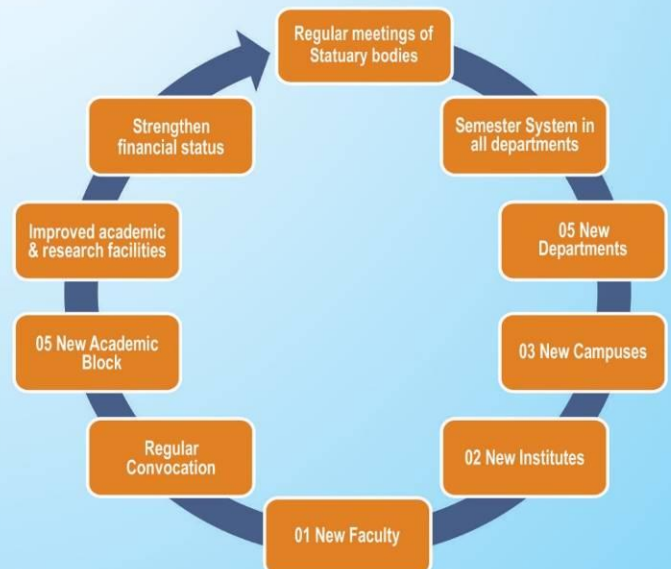 Regular meetings of
Statuary bodies
Semester System in
all departments
05 New
Departments
03 New Campuses
02 New Institutes
01 New Faculty
Regular
Convocation
05 New Academic
Block
Improved academic
& research facilities
Strengthen
financial status